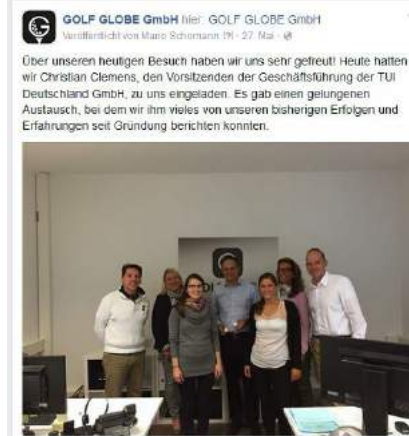 GOLF GLOBE GmbH hier: GOLF GLOBE GmbH
Veröffentlicht von Mario Schomann [?] · 27. Mai ·
Über unseren heutigen Besuch haben wir uns sehr gefreut! Heute hatten
wir Christian Clemens, den Vorsitzenden der Geschäftsführung der TUI
Deutschland GmbH, zu uns eingeladen. Es gab einen gelungenen
Austausch, bei dem wir ihm vieles von unseren bisherigen Erfolgen und
Erfahrungen seit Gründung berichten konnten.